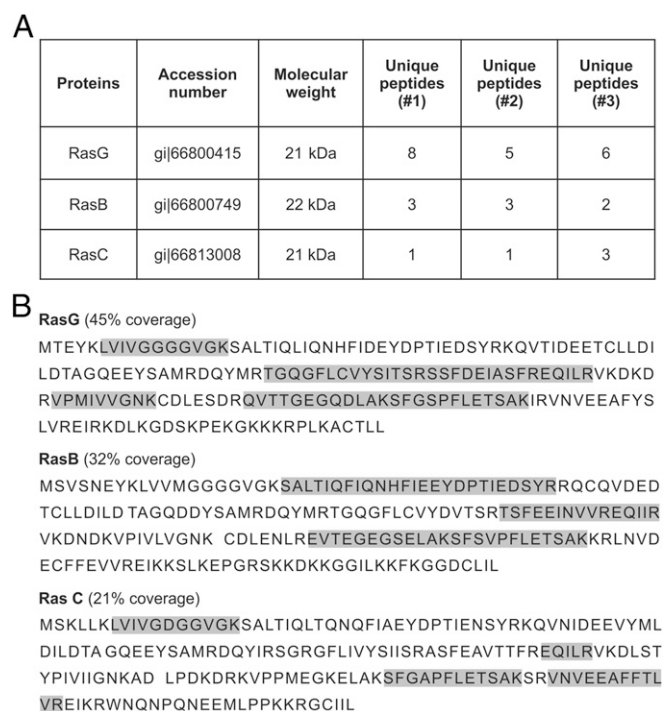 A
Proteins Accession number Molecular weight Unique peptides (#1) Unique peptides (#2) Unique peptides (#3)
RasG gi|66800415 21 kDa 8 5 6
RasB gi|66800749 22 kDa 3 3 2
RasC gi|66813008 21 kDa 1 1 3
B
RasG (45% coverage)
MTEYKLVIVGGGGVGKSALTIQLIQNHFIDEYDPTIEDSYRKQVTIDEETCLLDI
LDTAGQEEYSAMRDQYMRTGQGFLCVYSITSRSSFDEIASFREQILRVKDKD
RVPMIVVGNKCDLESDRQVTTGEGQDLAKSFGSPFLETSAKIRVNVEEAFYS
LVREIRKDLKGDSKPEKGKKKRPLKACTLL
RasB (32% coverage)
MSVSNEYKLVVMGGGGVGKSALTIQFIQNHFIEEYDPTIEDSYRRQCQVDED
TCLLDILDTAGQDDYSAMRDQYMRTGQGFLCVYDVTSRTSFEEINVVREQIIR
VKDNDKVPIVLVGNK CDLENLREVTEGEGSELAKSFSVPFLETSAKKRLNVD
ECFFEVVREIKKSLKEPGRSKKDKKGGILKKFKGGDCLIL
Ras C (21% coverage)
MSKLLKLVIVGDGGVGKSALTIQLTQNQFIAEYDPTIENSYRKQVNIDEEVYML
DILDTAGQEEYSAMRDQYIRSGRGFLIVYSIISRASFEAVTTFREQILRVKDLST
YPIVIIGNKAD LPDKDRKVPPMEGKELAKSFGAPFLETSAKSRVNVEEAFFTL
VREIKRWNQNPQNEEMLPPKKRGCIIL